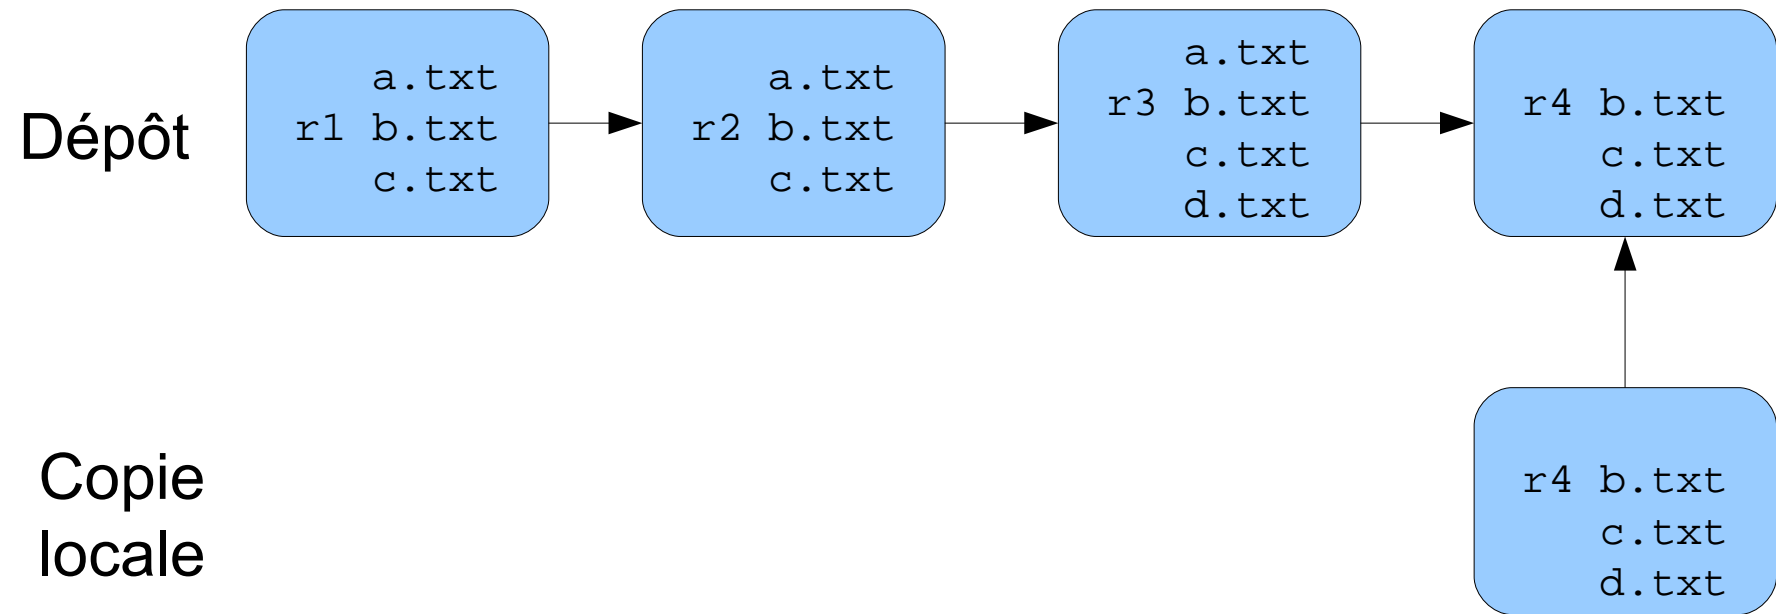 Dépôt
a.txt
r1 b.txt
c.txt
a.txt
r2 b.txt
c.txt
a.txt
r3 b.txt
c.txt
d.txt
r4 b.txt
c.txt
d.txt
Copie
locale
r4 b.txt
c.txt
d.txt